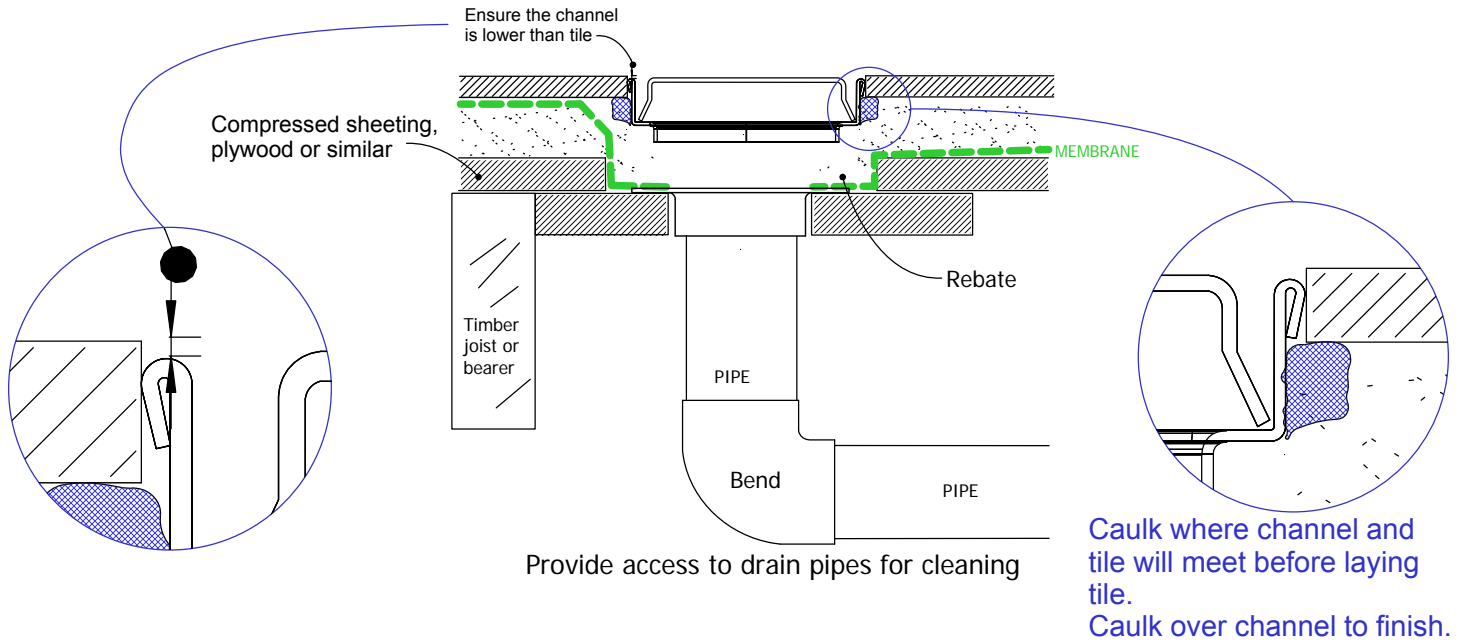 Ensure the channel
is lower than tile
Compressed sheeting,
plywood or similar
MEMBRANE
Rebate
Timber
joist or
bearer
PIPE
Bend
PIPE
Provide access to drain pipes for cleaning
Caulk where channel and
tile will meet before laying
tile.
Caulk over channel to finish.